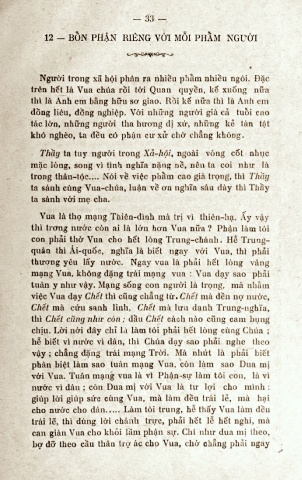 — 33 —
12 — BỔN PHẬN RIÊNG VỚI MỖI PHẨM NGƯỜI
Người trong xã hội phân ra nhiều phẩm nhiều ngôi. Đặc
trên hết là Vua chúa rồi tới Quan quyền, kế xuống nữa
thì là Anh em bằng hữu sơ giao. Rồi kế nữa thì là Anh em
đồng liêu, đồng nghiệp. Với những người già cả tuổi cao
tác lớn, những người tha hương dị xứ, những kẻ tàn tật
khó nghèo, ta đều có phận cư xử chớ chẳng không.
Thầy ta tuy người trong Xả-hội, ngoài vòng cốt nhục
mặc lòng, song vì tình nghĩa nặng nề, nên ta coi như là
trong thân-tộc.... Nói về phẩm cao giá trọng, thì Thầy
ta sánh cùng Vua-chúa, luận về ơn nghĩa sâu dày thì Thầy
ta sánh với mẹ cha.
Vua là thọ mạng Thiên-đình mà trị vì thiên-hạ. Ấy vậy
thì trong nước còn ai là lớn hơn Vua nữa ? Phận làm tôi
con phải thờ Vua cho hết lòng Trung-chánh. Hễ Trung-
quân thì Ái-quốc, nghĩa là biết ngay với Vua, thì phải
thương yêu lấy nước. Ngay vua phải hết lòng vâng
mạng Vua, không đặng trái mạng vua : Vua dạy sao phải
tuân y như vậy. Mạng sống con người là trọng, mà nhằm
việc Vua dạy Chết thì cũng chẳng từ. Chết mà đền nợ nước,
Chết mà cứu sanh linh, Chết mà lưu danh Trung-nghĩa,
thì Chết cũng như còn ; dầu Chết cách nào cũng cam bụng
chịu. Lời nói đây chỉ là làm tôi phải hết lòng cùng Chúa ;
hễ biết vì nước vì dân, thì Chúa dạy sao phải nghe theo
vậy ; chẳng đặng trái mạng Trời. Mà nhứt là phải biết
phân biệt làm sao tuân mạng Vua, còn làm sao Dua mị
với Vua. Tuân mạng vua là vì Phận-sự làm tôi con, là vì
nước vì dân ; còn Dua mị với Vua là tư lợi cho mình :
giúp lời giúp sức cùng Vua, mà làm đều trái lẽ, mà hại
cho nước cho dân..... Làm tôi trung, hễ thấy Vua làm đều
trái lẽ, thì dùng lời chánh trực, phải hết lẽ hết nghi, mà
can gián Vua cho khỏi lầm phận sự. Chí như dua mị theo,
bợ đỡ theo cầu thân trợ ác cho Vua, chớ chẳng phải ngay